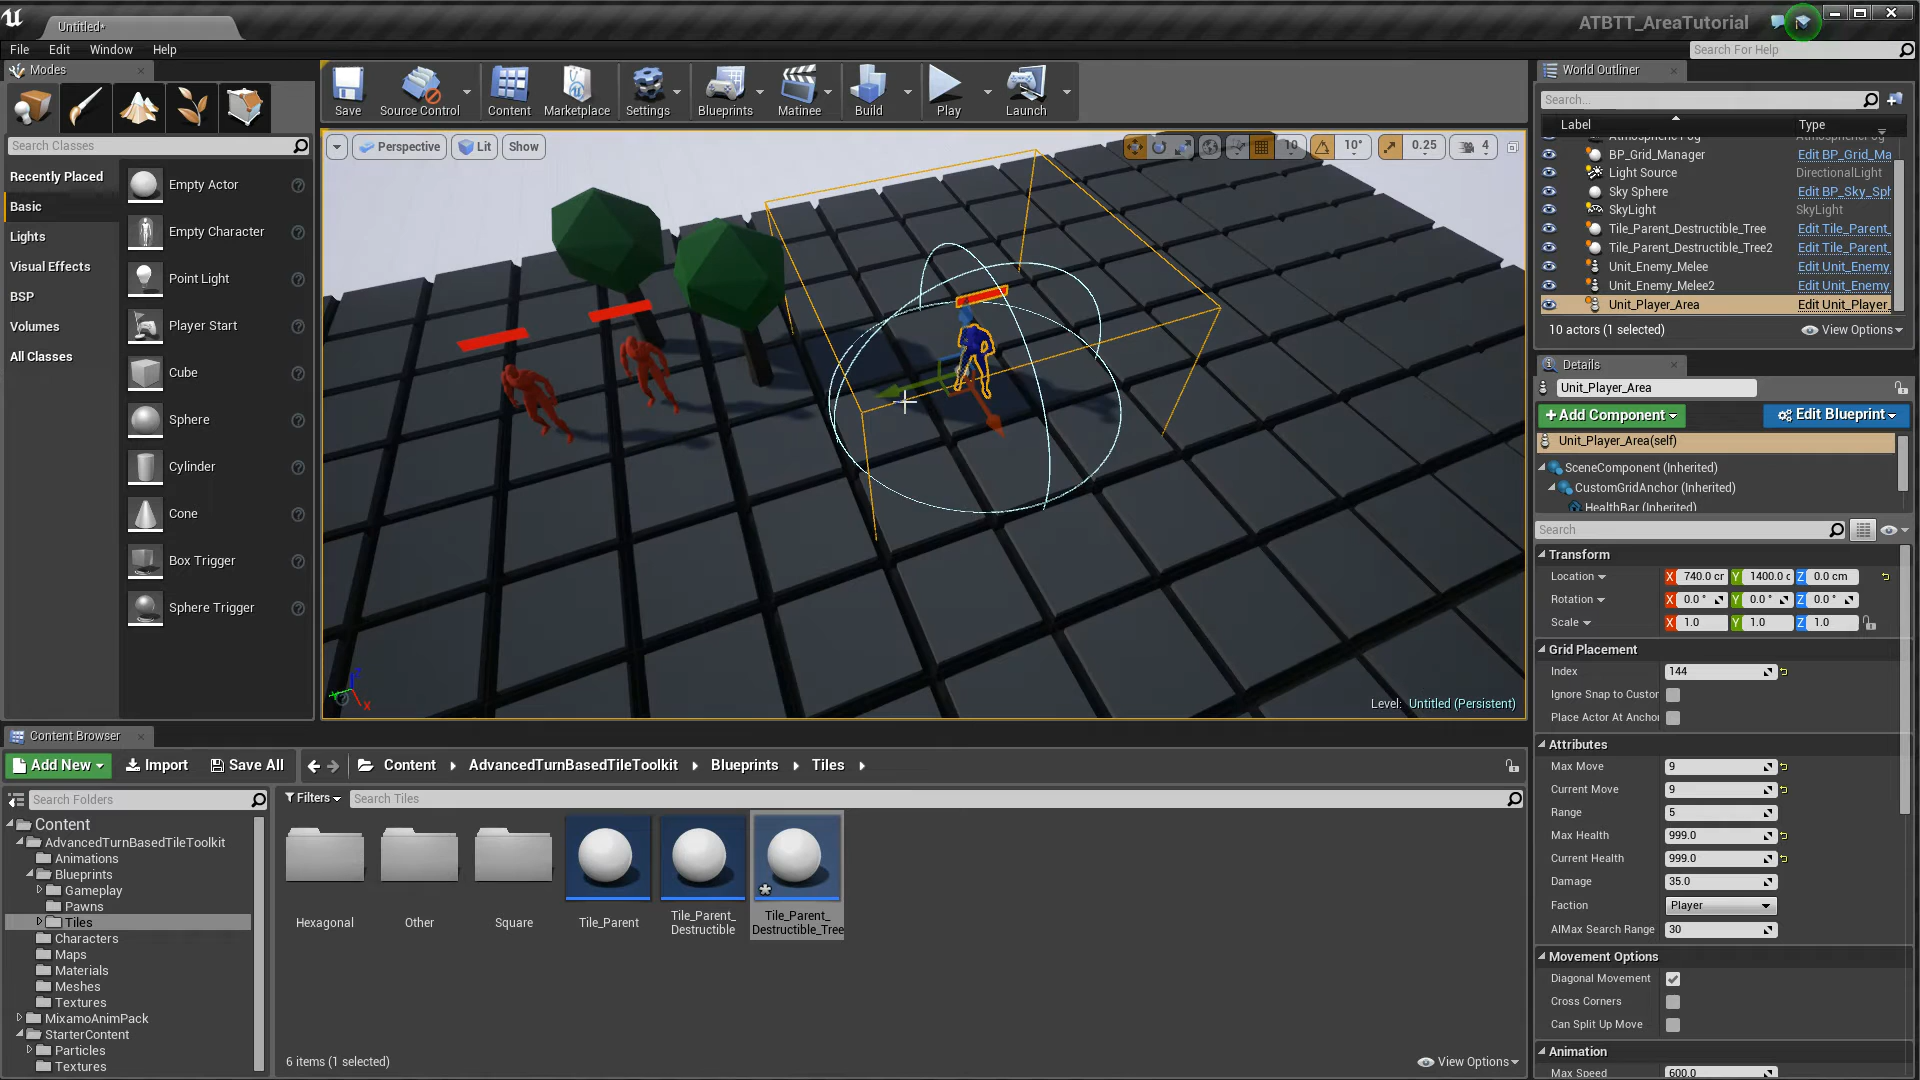 Untitled*
ATBTT_AreaTutorial
File Edit Window Help
Search For Help
Modes
Search Classes
Recently Placed
Basic
Lights
Visual Effects
BSP
Volumes
All Classes
Empty Actor
Empty Character
Point Light
Player Start
Cube
Sphere
Cylinder
Cone
Box Trigger
Sphere Trigger
Save
Source Control
Content
Marketplace
Settings
Blueprints
Matinee
Build
Play
Launch
Perspective
Lit
Show
10
10°
0.25
4
Level: Untitled (Persistent)
World Outliner
Search...
Label Type
BP_Grid_Manager Edit BP_Grid_Ma
Light Source DirectionalLight
Sky Sphere Edit BP_Sky_Sph
SkyLight SkyLight
Tile_Parent_Destructible_Tree Edit Tile_Parent_
Tile_Parent_Destructible_Tree2 Edit Tile_Parent_
Unit_Enemy_Melee Edit Unit_Enemy_
Unit_Enemy_Melee2 Edit Unit_Enemy_
Unit_Player_Area Edit Unit_Player_
10 actors (1 selected)
View Options
Details
Unit_Player_Area
+Add Component
Edit Blueprint
Unit_Player_Area(self)
SceneComponent (Inherited)
CustomGridAnchor (Inherited)
HealthBar (Inherited)
Search
Transform
Location X 740.0 cr Y 1400.0 c Z 0.0 cm
Rotation X 0.0 ° Y 0.0 ° Z 0.0 °
Scale X 1.0 Y 1.0 Z 1.0
Grid Placement
Index 144
Ignore Snap to Custor
Place Actor At Anchor
Attributes
Max Move 9
Current Move 9
Range 5
Max Health 999.0
Current Health 999.0
Damage 35.0
Faction Player
AIMax Search Range 30
Movement Options
Diagonal Movement
Cross Corners
Can Split Up Move
Animation
Max Speed 600.0
Content Browser
Add New
Import
Save All
Content AdvancedTurnBasedTileToolkit Blueprints Tiles
Search Folders
Filters
Search Tiles
Content
AdvancedTurnBasedTileToolkit
Animations
Blueprints
Gameplay
Pawns
Tiles
Characters
Maps
Materials
Meshes
Textures
MixamoAnimPack
StarterContent
Particles
Textures
Hexagonal
Other
Square
Tile_Parent
Tile_Parent_
Destructible
Tile_Parent_
Destructible_Tree
6 items (1 selected)
View Options